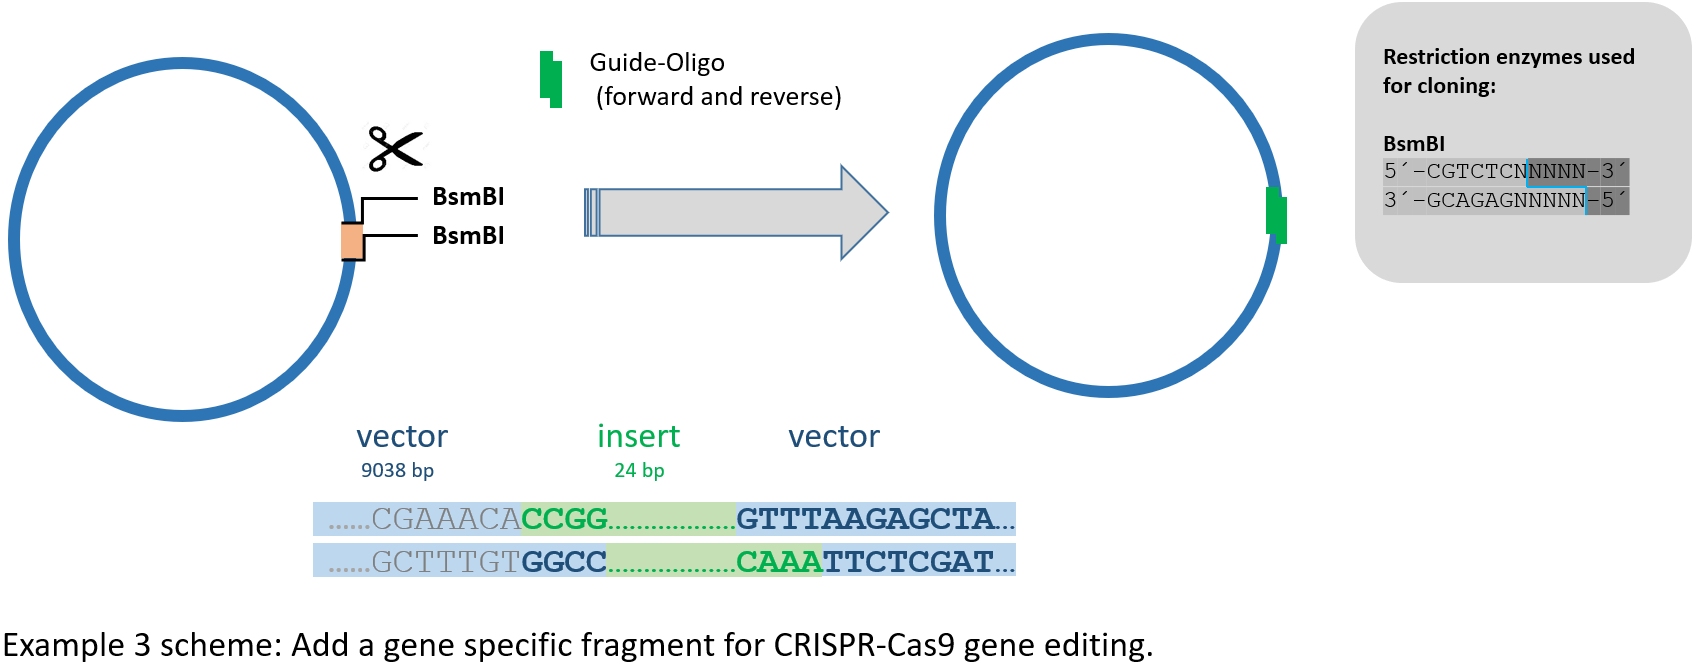 Guide-Oligo
(forward and reverse)
BsmBI
BsmBI
Restriction enzymes used
for cloning:
BsmBI
5´-CGTCTCNNNNN-3´
3´-GCAGAGNNNNN-5´
vector insert vector
9038 bp 24 bp
......CGAAACACCGG..................GTTTAAGAGCTA...
......GCTTTGTGGCC..................CAAATTCTCGAT...
Example 3 scheme: Add a gene specific fragment for CRISPR-Cas9 gene editing.